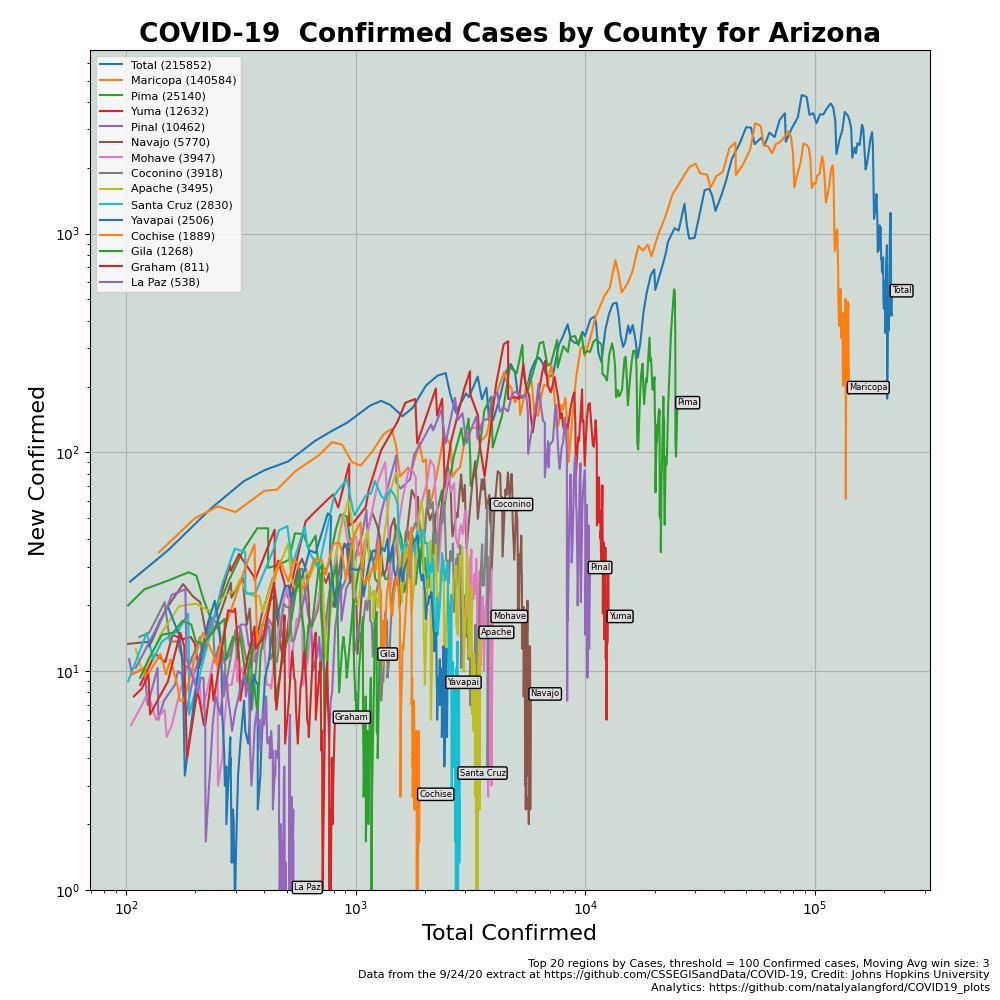 COVID-19  Confirmed Cases by County for Arizona
Total (215852)
Maricopa (140584)
Pima (25140)
Yuma (12632)
Pinal (10462)
Navajo (5770)
Mohave (3947)
Coconino (3918)
Apache (3495)
Santa Cruz (2830)
Yavapai (2506)
Cochise (1889)
Gila (1268)
Graham (811)
La Paz (538)
New Confirmed
10³
10²
10¹
10⁰
Total
Maricopa
Pima
Coconino
Pinal
Mohave
Yuma
Apache
Gila
Yavapai
Navajo
Graham
Santa Cruz
Cochise
La Paz
10² 10³ 10⁴ 10⁵
Total Confirmed
Top 20 regions by Cases, threshold = 100 Confirmed cases, Moving Avg win size: 3
Data from the 9/24/20 extract at https://github.com/CSSEGISandData/COVID-19, Credit: Johns Hopkins University
Analytics: https://github.com/natalyalangford/COVID19_plots